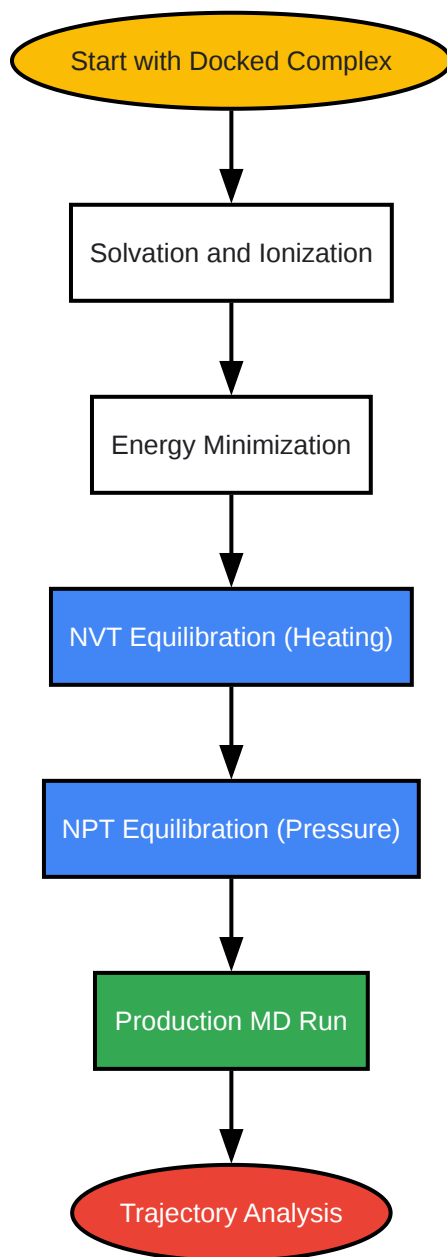 Start with Docked Complex
Solvation and Ionization
Energy Minimization
NVT Equilibration (Heating)
NPT Equilibration (Pressure)
Production MD Run
Trajectory Analysis